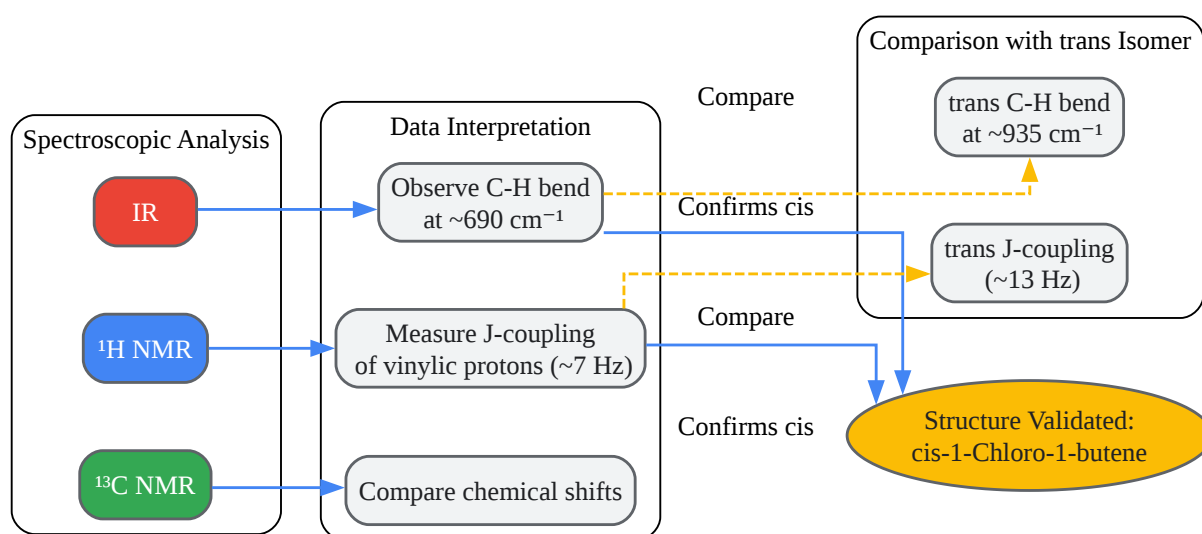 Comparison with trans Isomer
Compare
trans C-H bend
at ~935 cm⁻¹
Spectroscopic Analysis
Data Interpretation
IR
Observe C-H bend
at ~690 cm⁻¹
Confirms cis
trans J-coupling
(~13 Hz)
¹H NMR
Measure J-coupling
of vinylic protons (~7 Hz)
Compare
Confirms cis
Structure Validated:
cis-1-Chloro-1-butene
¹³C NMR
Compare chemical shifts